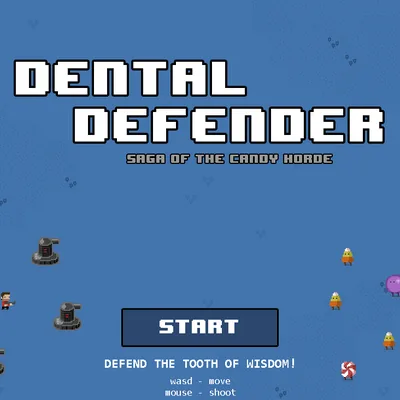 DENTAL
DEFENDER
SAGA OF THE CANDY HORDE
START
DEFEND THE TOOTH OF WISDOM!
wasd - move
mouse - shoot